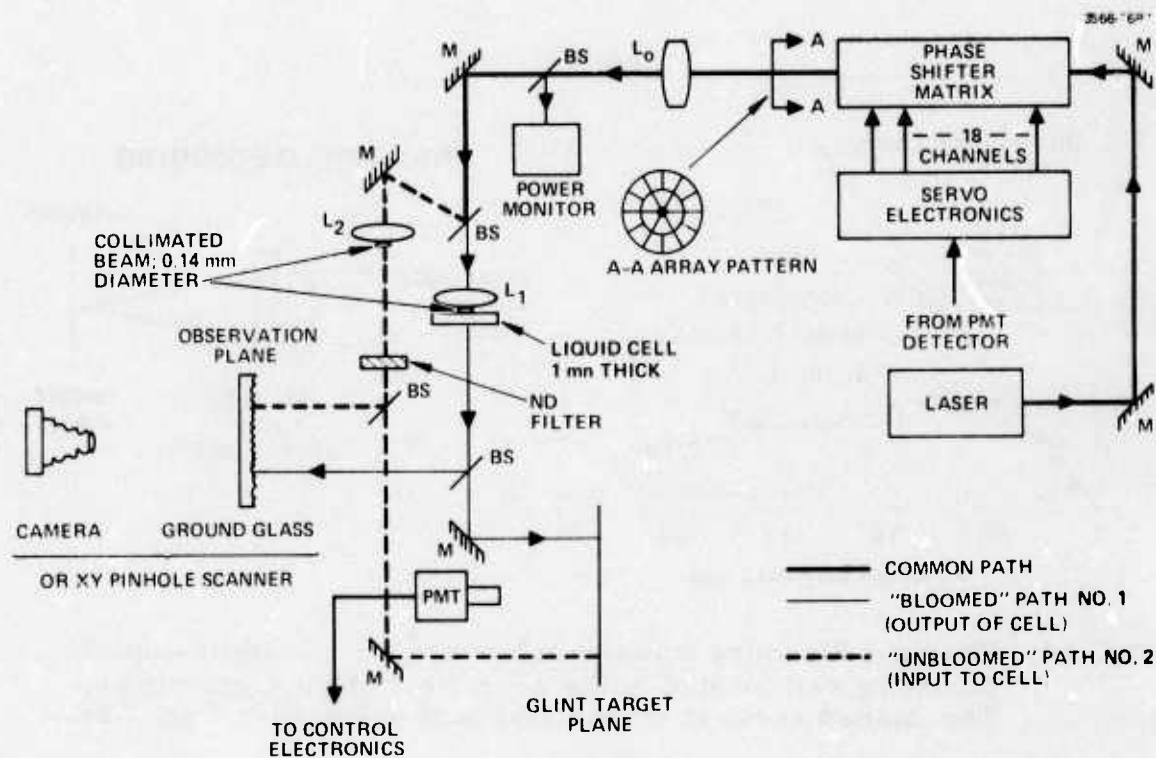 M
BS
L₀
A
A
PHASE
SHIFTER
MATRIX
M
18
CHANNELS
SERVO
ELECTRONICS
POWER
MONITOR
A-A ARRAY PATTERN
M
L₂
BS
COLLIMATED
BEAM; 0.14 mm
DIAMETER
L₁
LIQUID CELL
1 mn THICK
FROM PMT
DETECTOR
LASER
M
OBSERVATION
PLANE
BS
ND
FILTER
BS
CAMERA
GROUND GLASS
OR XY PINHOLE SCANNER
M
PMT
M
TO CONTROL
ELECTRONICS
GLINT TARGET
PLANE
COMMON PATH
"BLOOMED" PATH NO. 1
(OUTPUT OF CELL)
"UNBLOOMED" PATH NO. 2
(INPUT TO CELL)